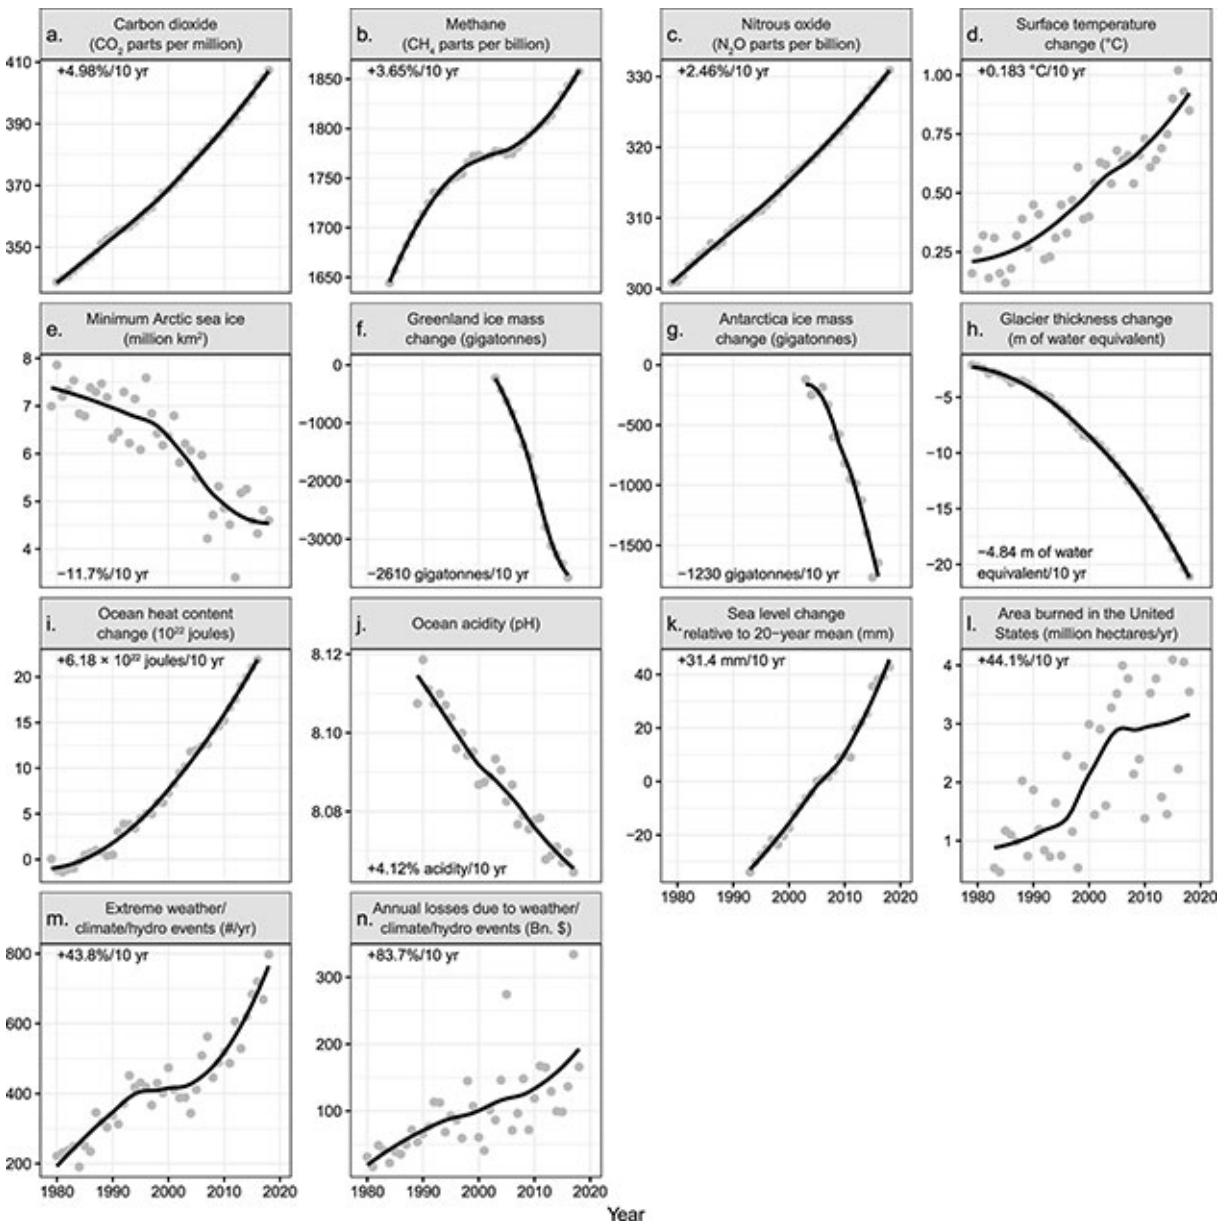 a. Carbon dioxide
(CO₂ parts per million)
+4.98%/10 yr
410
390
370
350
b. Methane
(CH₄ parts per billion)
+3.65%/10 yr
1850
1800
1750
1700
1650
c. Nitrous oxide
(N₂O parts per billion)
+2.46%/10 yr
330
320
310
300
d. Surface temperature
change (°C)
+0.183 °C/10 yr
1.00
0.75
0.50
0.25
e. Minimum Arctic sea ice
(million km²)
8
7
6
5
4
−11.7%/10 yr
f. Greenland ice mass
change (gigatonnes)
0
−1000
−2000
−3000
−2610 gigatonnes/10 yr
g. Antarctica ice mass
change (gigatonnes)
0
−500
−1000
−1500
−1230 gigatonnes/10 yr
h. Glacier thickness change
(m of water equivalent)
−5
−10
−15
−20
−4.84 m of water
equivalent/10 yr
i. Ocean heat content
change (10²² joules)
+6.18 × 10²² joules/10 yr
20
15
10
5
0
j. Ocean acidity (pH)
8.12
8.10
8.08
+4.12% acidity/10 yr
k. Sea level change
relative to 20−year mean (mm)
+31.4 mm/10 yr
40
20
0
−20
1980 1990 2000 2010 2020
l. Area burned in the United
States (million hectares/yr)
+44.1%/10 yr
4
3
2
1
1980 1990 2000 2010 2020
m. Extreme weather/
climate/hydro events (#/yr)
+43.8%/10 yr
800
600
400
200
1980 1990 2000 2010 2020
n. Annual losses due to weather/
climate/hydro events (Bn. $)
+83.7%/10 yr
300
200
100
1980 1990 2000 2010 2020
Year